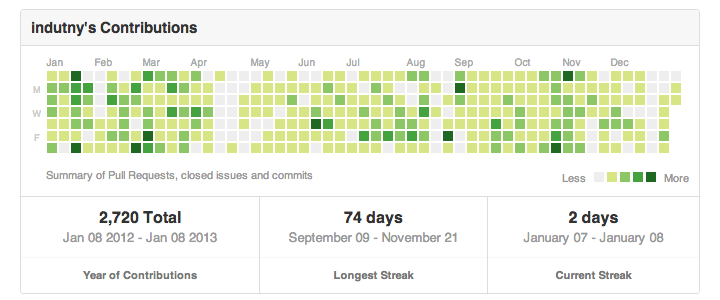 indutny's Contributions
Jan Feb Mar Apr May Jun Jul Aug Sep Oct Nov Dec
M
W
F
Summary of Pull Requests, closed issues and commits
Less More
2,720 Total 74 days 2 days
Jan 08 2012 - Jan 08 2013 September 09 - November 21 January 07 - January 08
Year of Contributions Longest Streak Current Streak